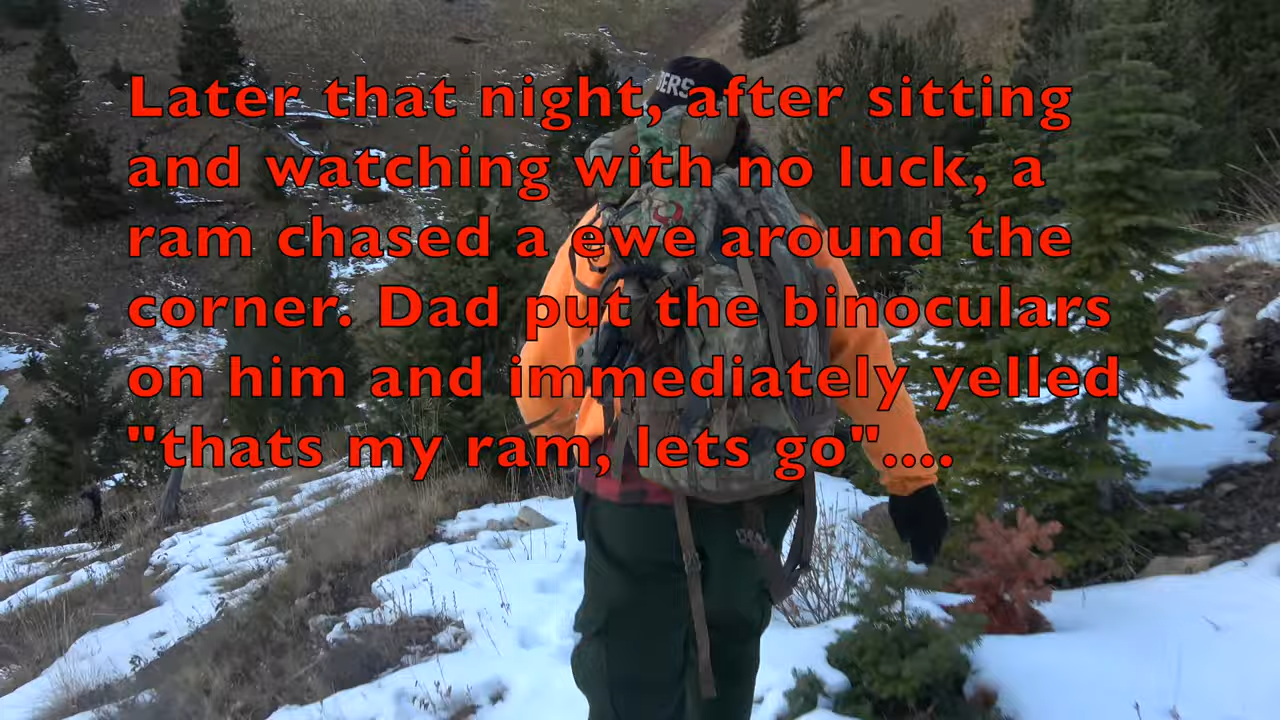 DERS
Later that night, after sitting
and watching with no luck, a
ram chased a ewe around the
corner. Dad put the binoculars
on him and immediately yelled
"thats my ram, lets go"....